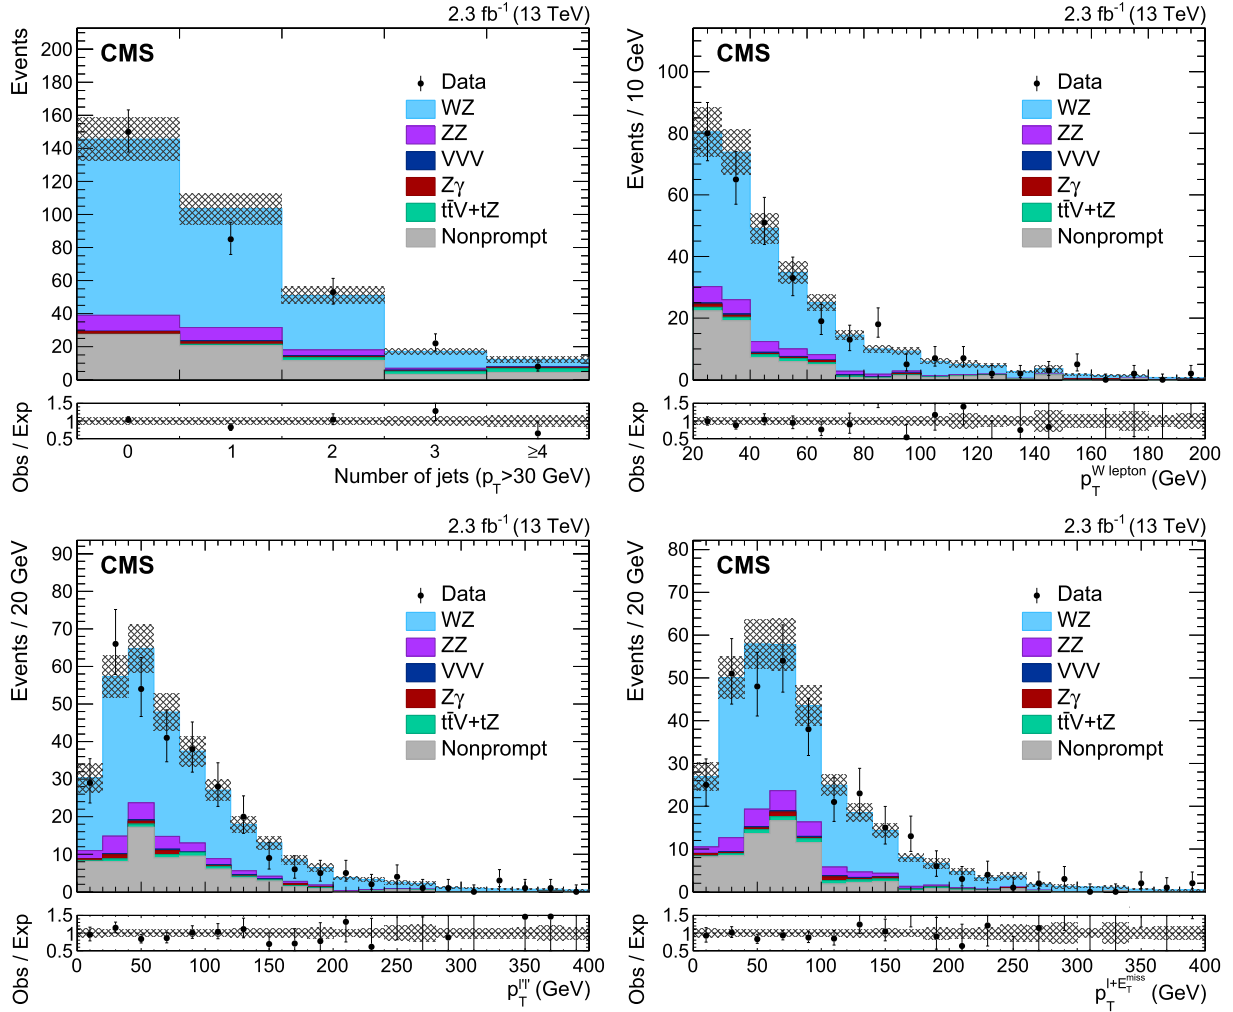 2.3 fb⁻¹ (13 TeV)
CMS
Events
200
180
160
140
120
100
80
60
40
20
0
Data
WZ
ZZ
VVV
Zγ
tt̄V+tZ
Nonprompt
Obs / Exp
1.5
1
0.5
0 1 2 3 ≥4
Number of jets (p_T>30 GeV)
2.3 fb⁻¹ (13 TeV)
CMS
Events / 10 GeV
100
80
60
40
20
0
Data
WZ
ZZ
VVV
Zγ
tt̄V+tZ
Nonprompt
Obs / Exp
1.5
1
0.5
20 40 60 80 100 120 140 160 180 200
p_T^{W lepton} (GeV)
2.3 fb⁻¹ (13 TeV)
CMS
Events / 20 GeV
90
80
70
60
50
40
30
20
10
0
Data
WZ
ZZ
VVV
Zγ
tt̄V+tZ
Nonprompt
Obs / Exp
1.5
1
0.5
0 50 100 150 200 250 300 350 400
p_T^{l'l'} (GeV)
2.3 fb⁻¹ (13 TeV)
CMS
Events / 20 GeV
80
70
60
50
40
30
20
10
0
Data
WZ
ZZ
VVV
Zγ
tt̄V+tZ
Nonprompt
Obs / Exp
1.5
1
0.5
0 50 100 150 200 250 300 350 400
p_T^{l+E_T^{miss}} (GeV)